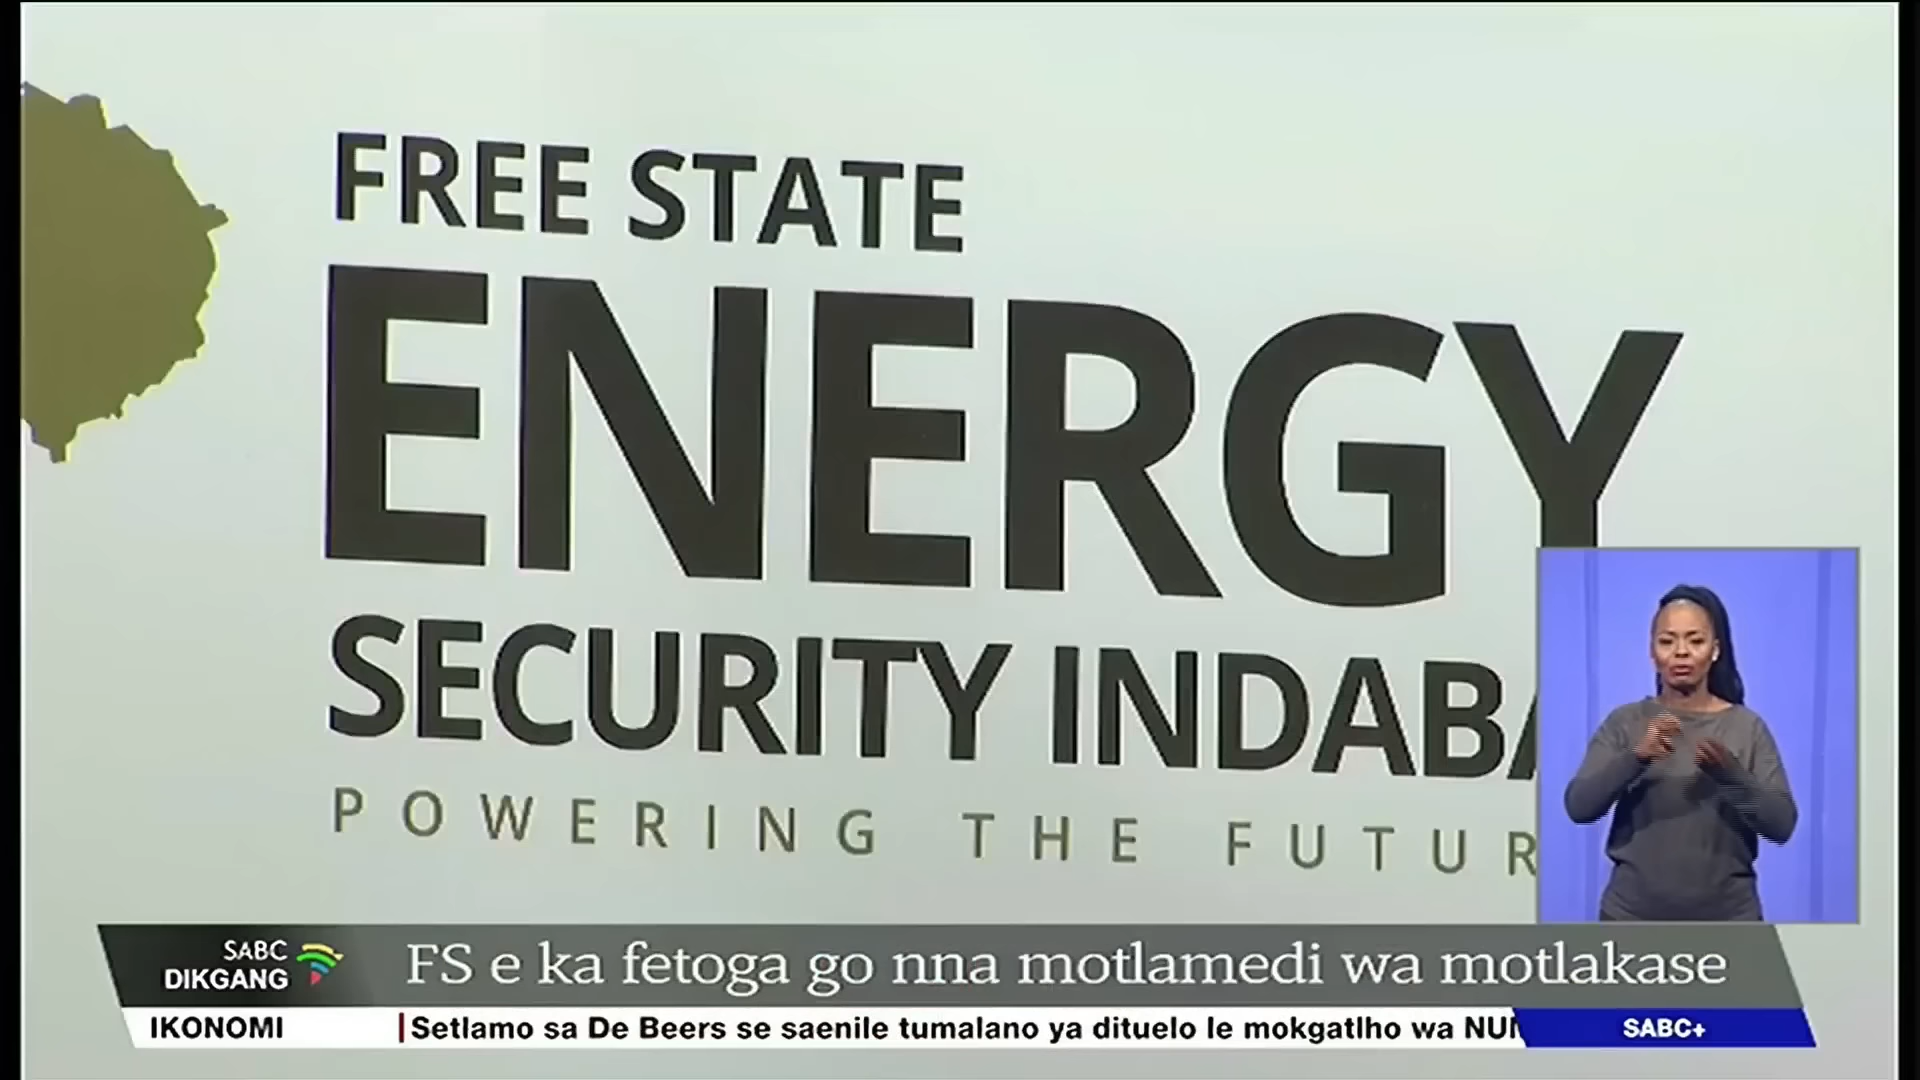 FREE STATE
ENERGY
SECURITY INDABA
POWERING THE FUTUR
SABC
DIKGANG
FS e ka fetoga go nna motlamedi wa motlakase
IKONOMI
Setlamo sa De Beers se saenile tumalano ya dituelo le mokgatlho wa NUM
SABC+